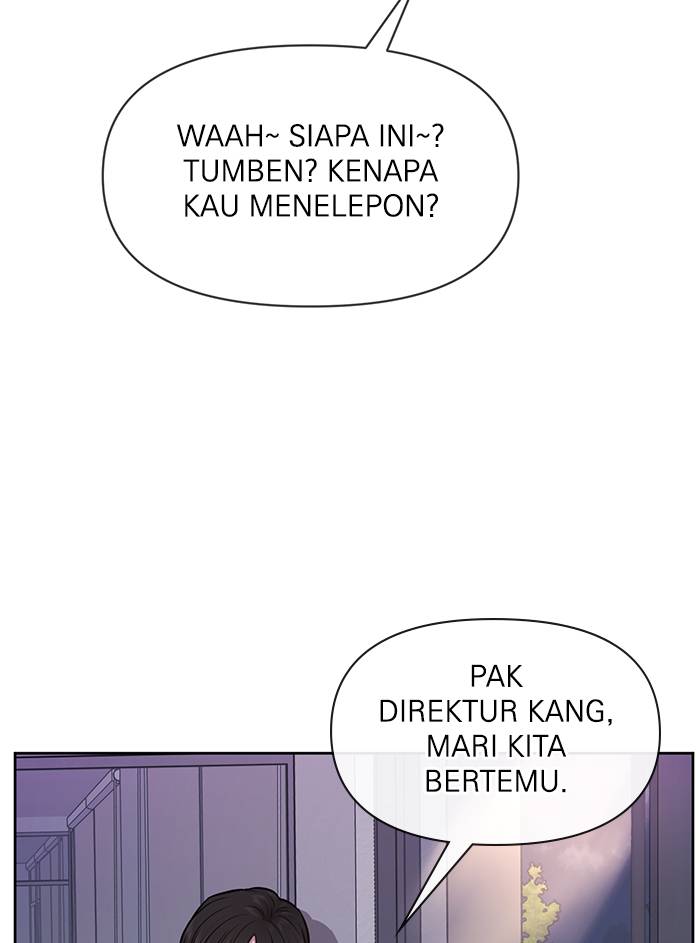 WAAH~ SIAPA INI~?
TUMBEN? KENAPA
KAU MENELEPON?
PAK
DIREKTUR KANG,
MARI KITA
BERTEMU.